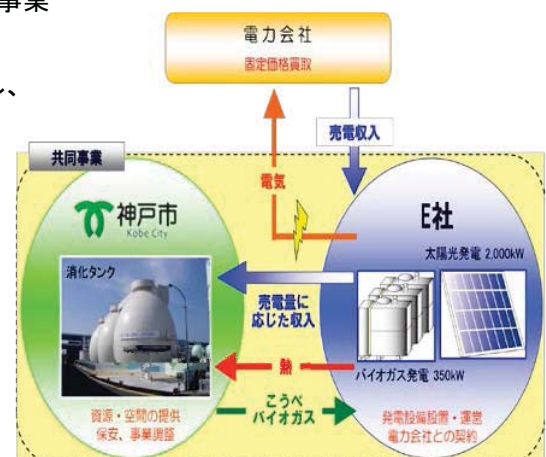 事業
電力会社
固定価格買取
い、
売電収入
共同事業
電気
神戸市
Kobe City
E社
太陽光発電 2,000kW
消化タンク
売電量に
応じた収入
熱
バイオガス発電 350kW
こうべ
バイオガス
資源・空間の提供
保安、事業調整
発電設備設置・運営
電力会社との契約